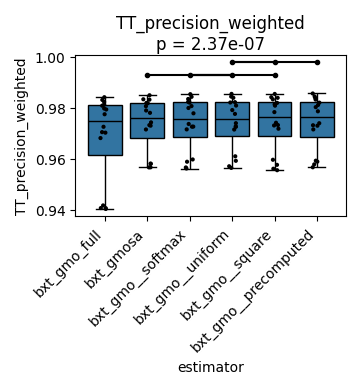 TT_precision_weighted
p = 2.37e-07
TT_precision_weighted
1.00
0.98
0.96
0.94
bxt_gmo_full
bxt_gmosa
bxt_gmo__softmax
bxt_gmo__uniform
bxt_gmo__square
bxt_gmo__precomputed
estimator